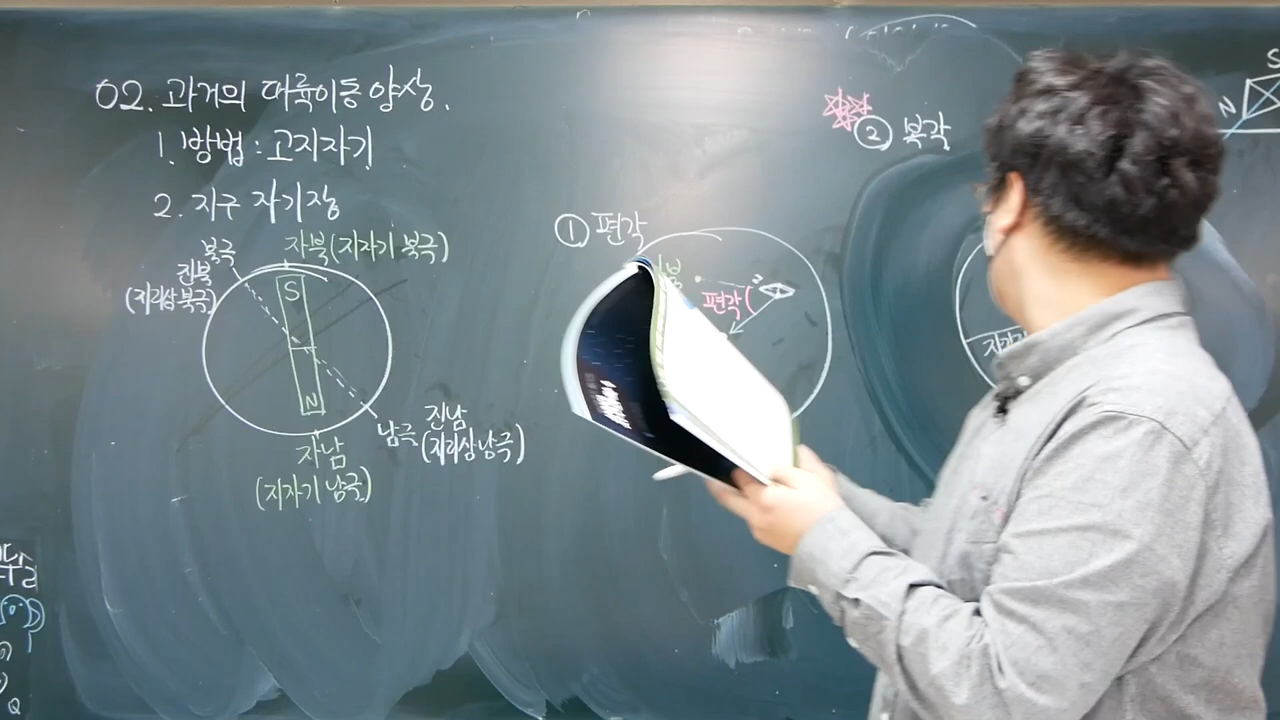 02. 과거의 대륙이동 양상.
1. 방법 : 고지자기
2. 지구 자기장
북극
진북
(지리상 북극)
자북(지자기 북극)
S
N
남극
진남
(지리상 남극)
자남
(지자기 남극)
① 편각
편각
② 복각
S
N
Q